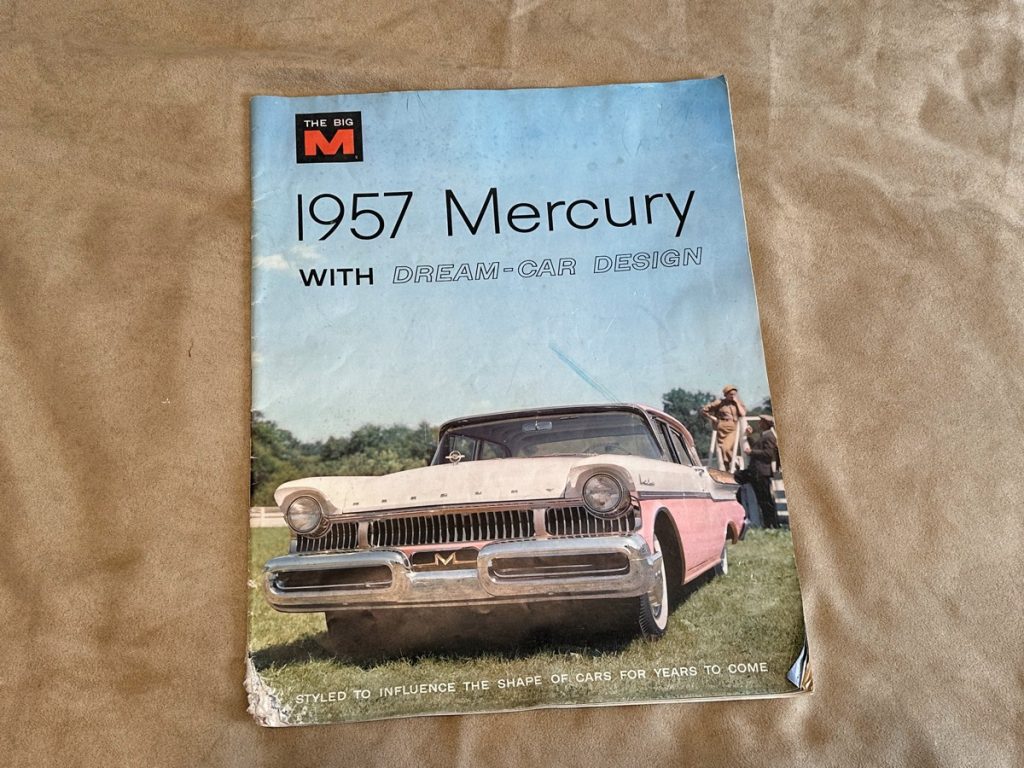 THE BIG
M
1957 Mercury
WITH DREAM-CAR DESIGN
MERCURY
M
STYLED TO INFLUENCE THE SHAPE OF CARS FOR YEARS TO COME